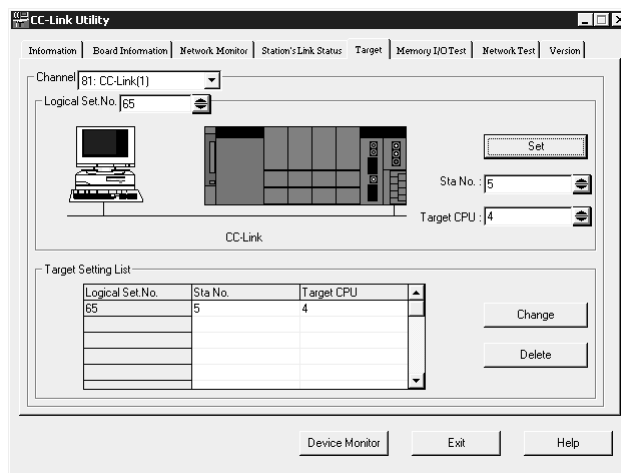 CC-Link Utility
Information Board Information Network Monitor Station's Link Status Target Memory I/O Test Network Test Version
Channel 81: CC-Link(1)
Logical Set.No. 65
Set
Sta No. : 5
Target CPU : 4
CC-Link
Target Setting List
Logical Set.No. Sta No. Target CPU
65 5 4
Change
Delete
Device Monitor Exit Help